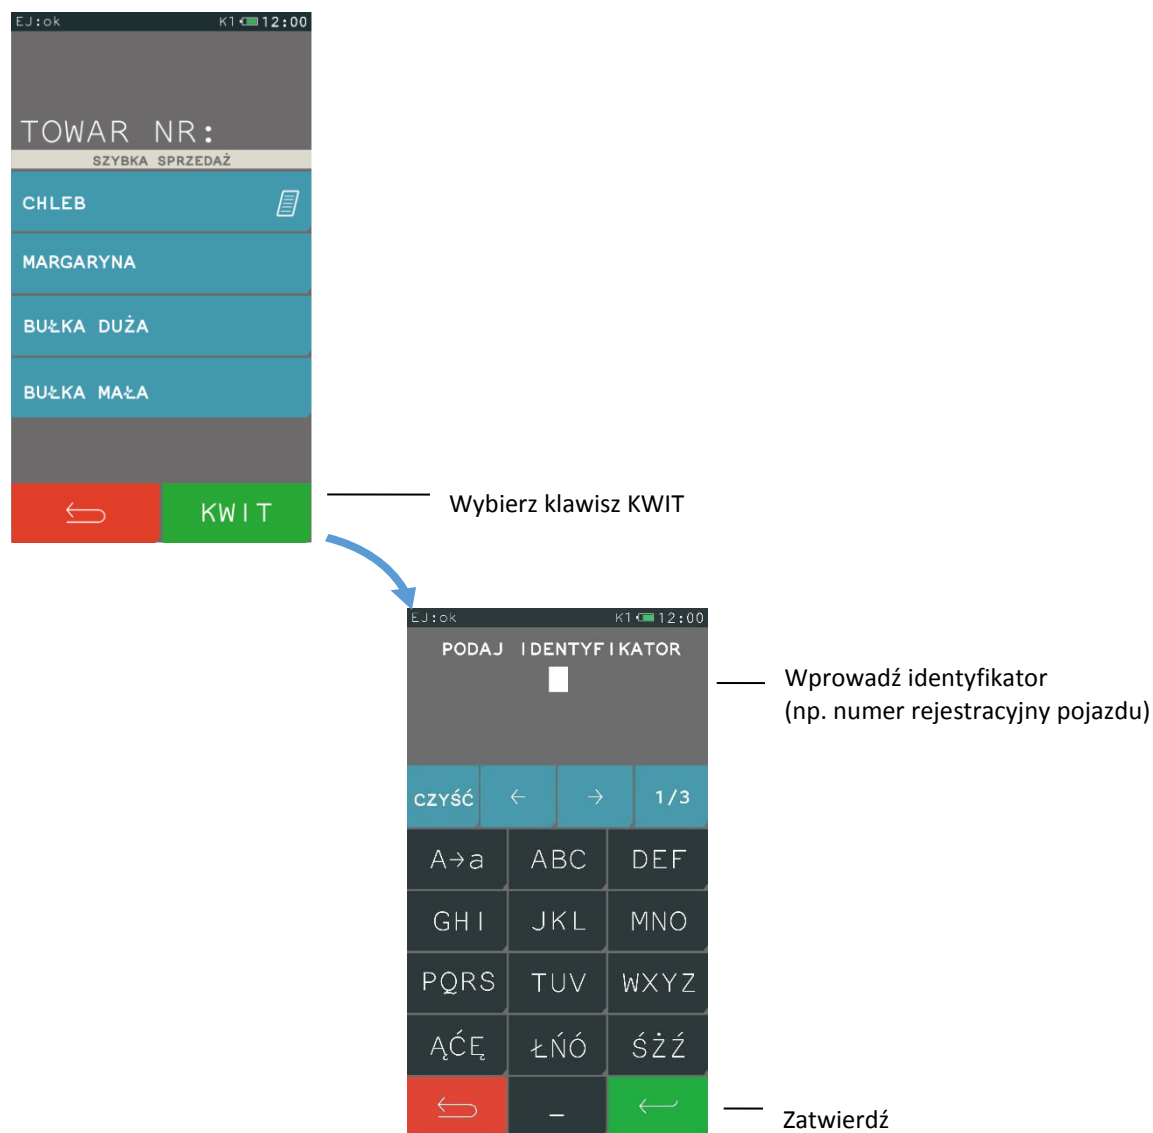 EJ:ok K1 12:00
TOWAR NR:
SZYBKA SPRZEDAŻ
CHLEB
MARGARYNA
BUŁKA DUŻA
BUŁKA MAŁA
KWIT
Wybierz klawisz KWIT
EJ:ok K1 12:00
PODAJ IDENTYFIKATOR
Wprowadź identyfikator
(np. numer rejestracyjny pojazdu)
CZYŚĆ ← → 1/3
A→a ABC DEF
GHI JKL MNO
PQRS TUV WXYZ
ĄĆĘ ŁŃÓ ŚŻŹ
_
Zatwierdź